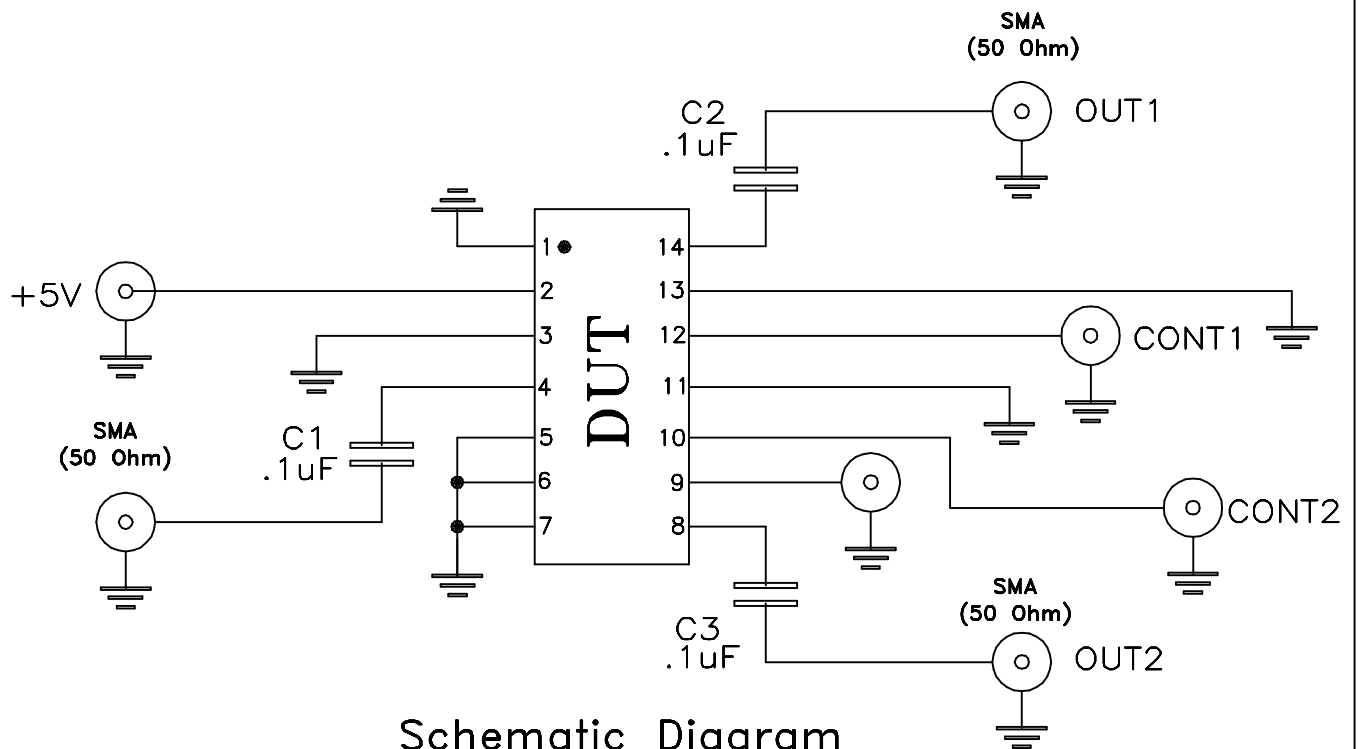 SMA
(50 Ohm)
OUT1
C2
.1uF
1
14
+5V
2
13
3
12
CONT1
DUT
4
11
SMA
(50 Ohm)
C1
.1uF
5
10
6
9
CONT2
7
8
SMA
(50 Ohm)
C3
.1uF
OUT2
Schematic Diagram